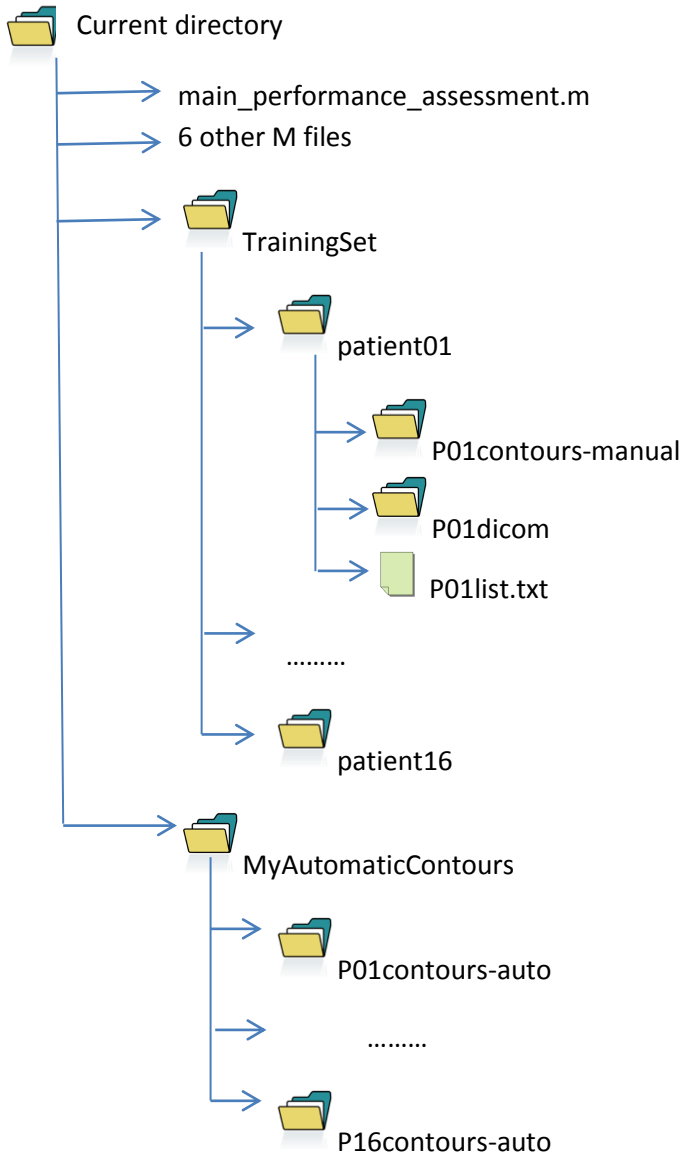 Current directory
main_performance_assessment.m
6 other M files
TrainingSet
patient01
P01contours-manual
P01dicom
P01list.txt
………
patient16
MyAutomaticContours
P01contours-auto
………
P16contours-auto